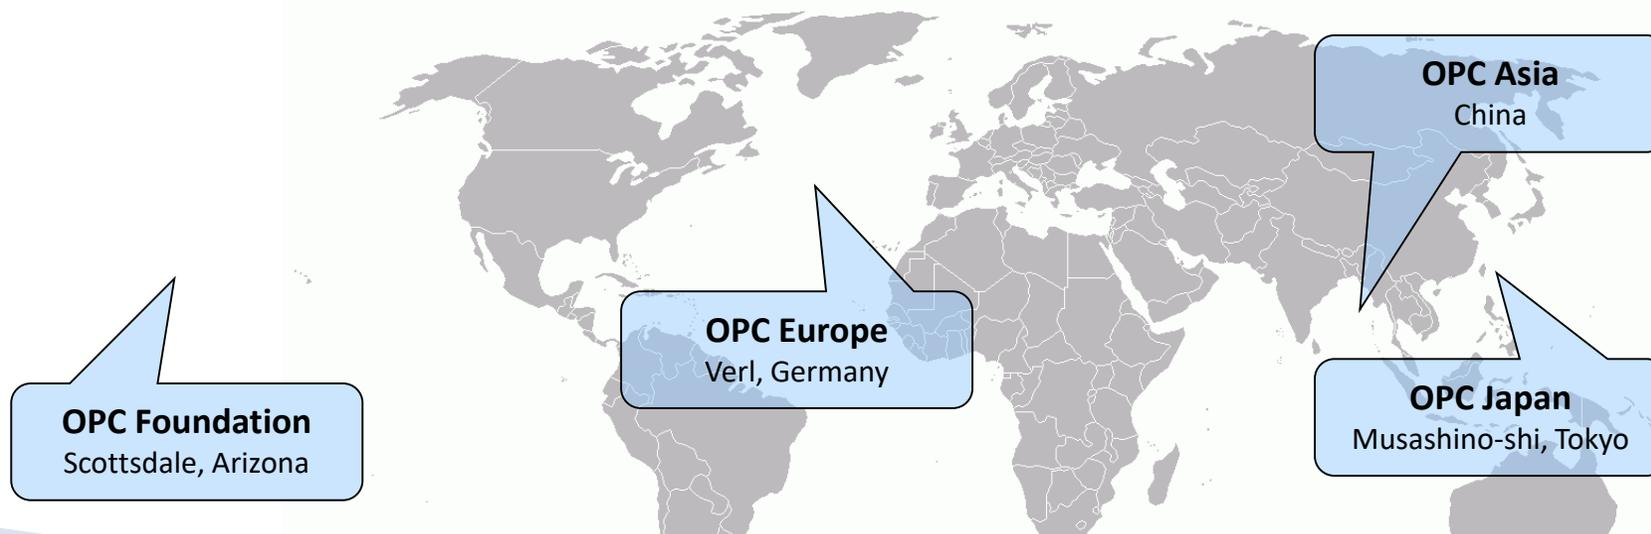 OPC Asia
China
OPC Europe
Verl, Germany
OPC Japan
Musashino-shi, Tokyo
OPC Foundation
Scottsdale, Arizona